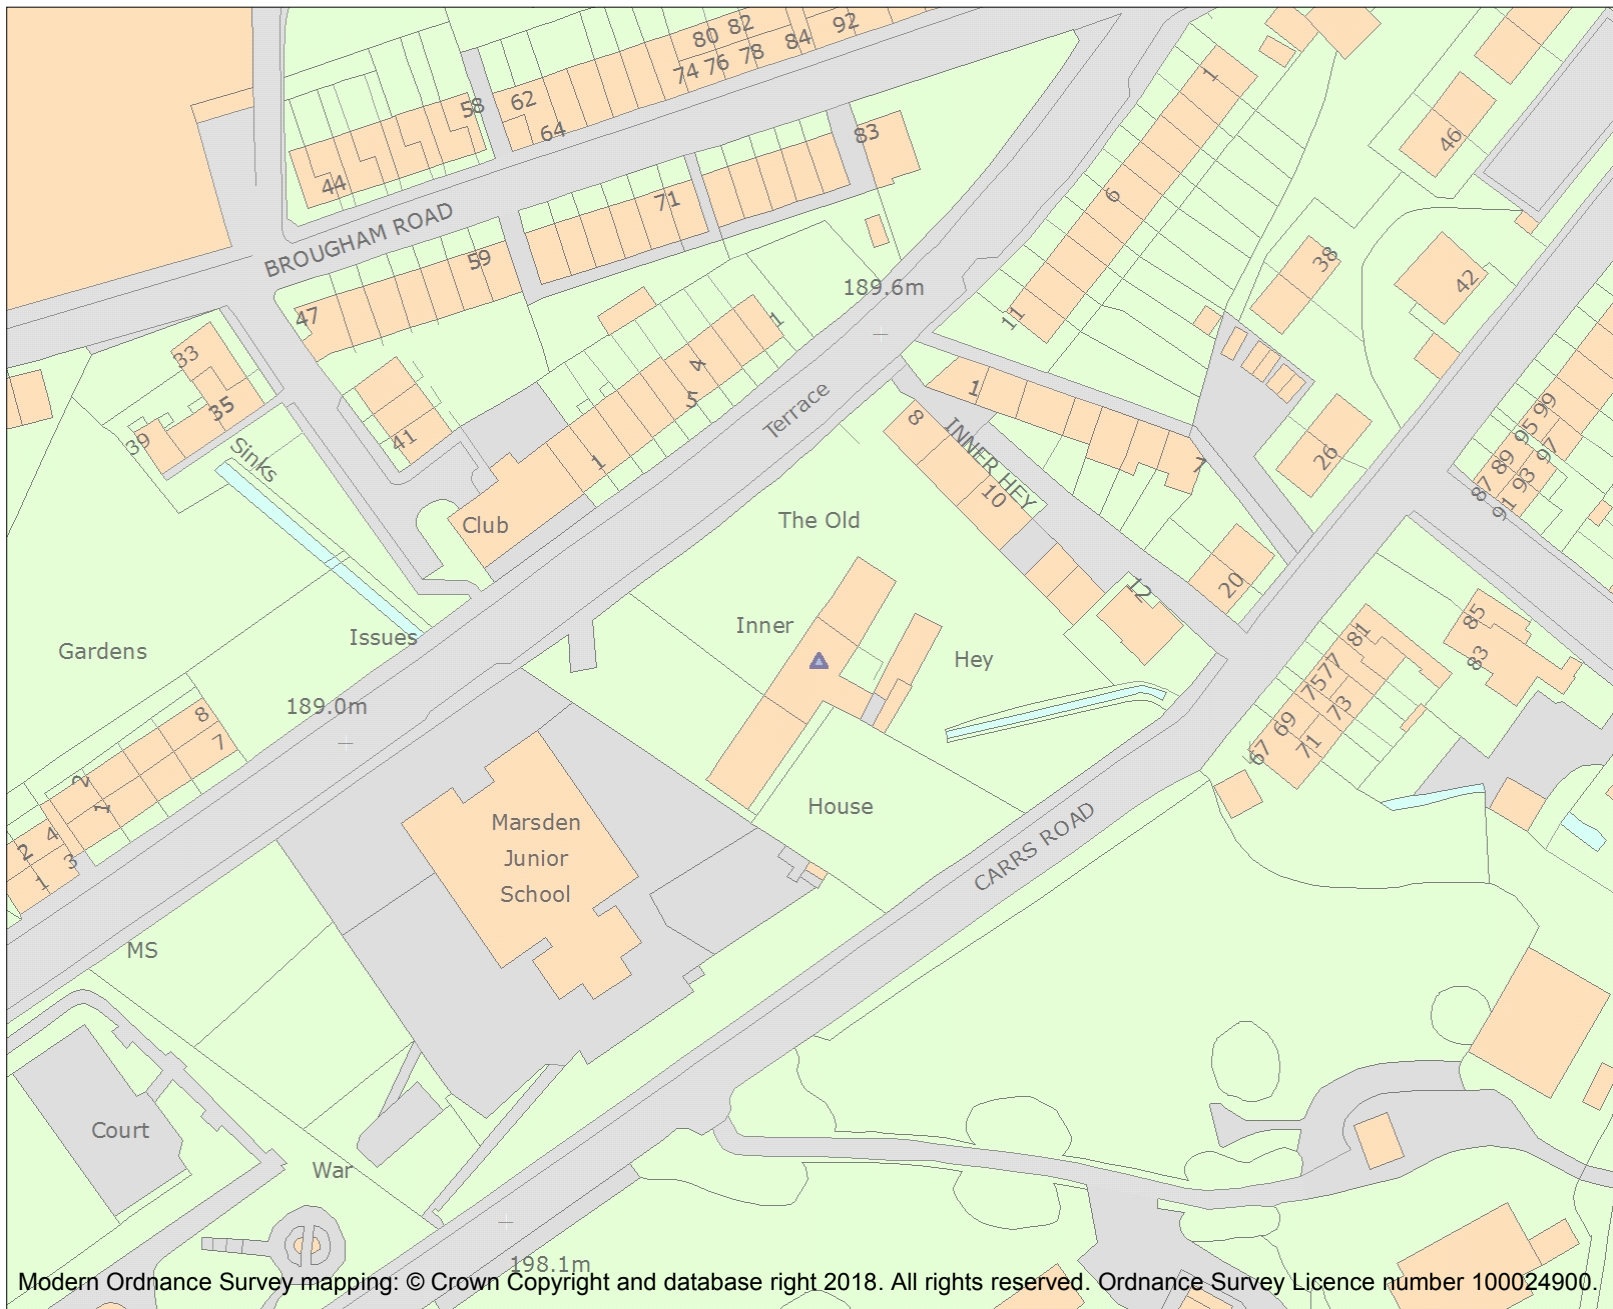 80 82 92
74 76 78 84
58 62
64
83
44
71
BROUGHAM ROAD
59
47
1
6
11
46
38
42
189.6m
33
35
39
41
Sinks
1
4
5
1
Terrace
Club
1
7
8
INNER HEY
10
12
20
26
99
95
97
89
93
87
91
The Old
Inner
Hey
House
Issues
Gardens
189.0m
8
7
2
1
4
2
3
1
85
83
81
77
75
73
69
71
67
Marsden
Junior
School
CARRS ROAD
MS
Court
War
198.1m
Modern Ordnance Survey mapping: © Crown Copyright and database right 2018. All rights reserved. Ordnance Survey Licence number 100024900.